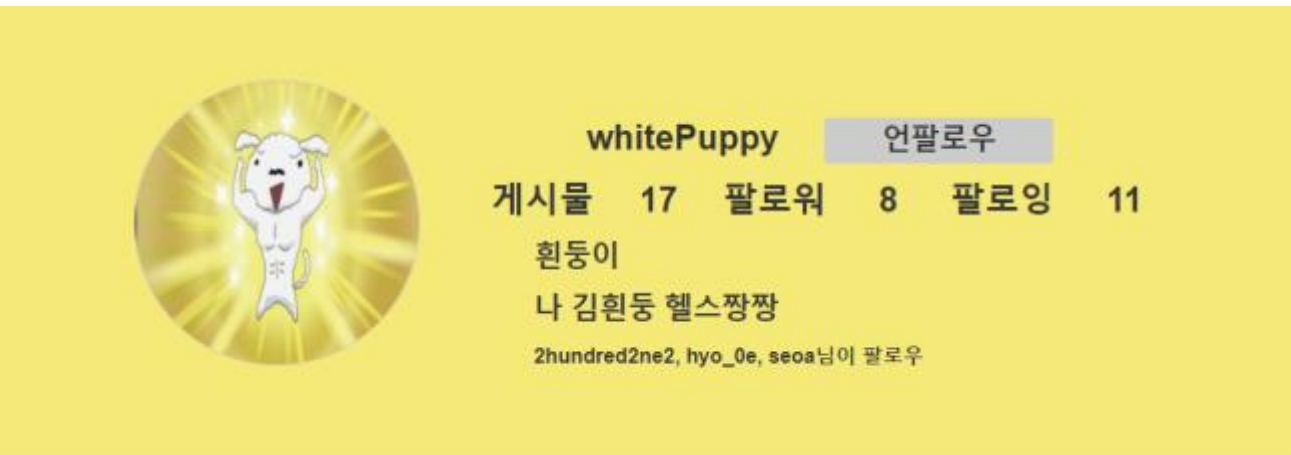 whitePuppy 언팔로우
게시물 17 팔로워 8 팔로잉 11
흰둥이
나 김흰둥 헬스짱짱
2hundred2ne2, hyo_0e, seoa님이 팔로우